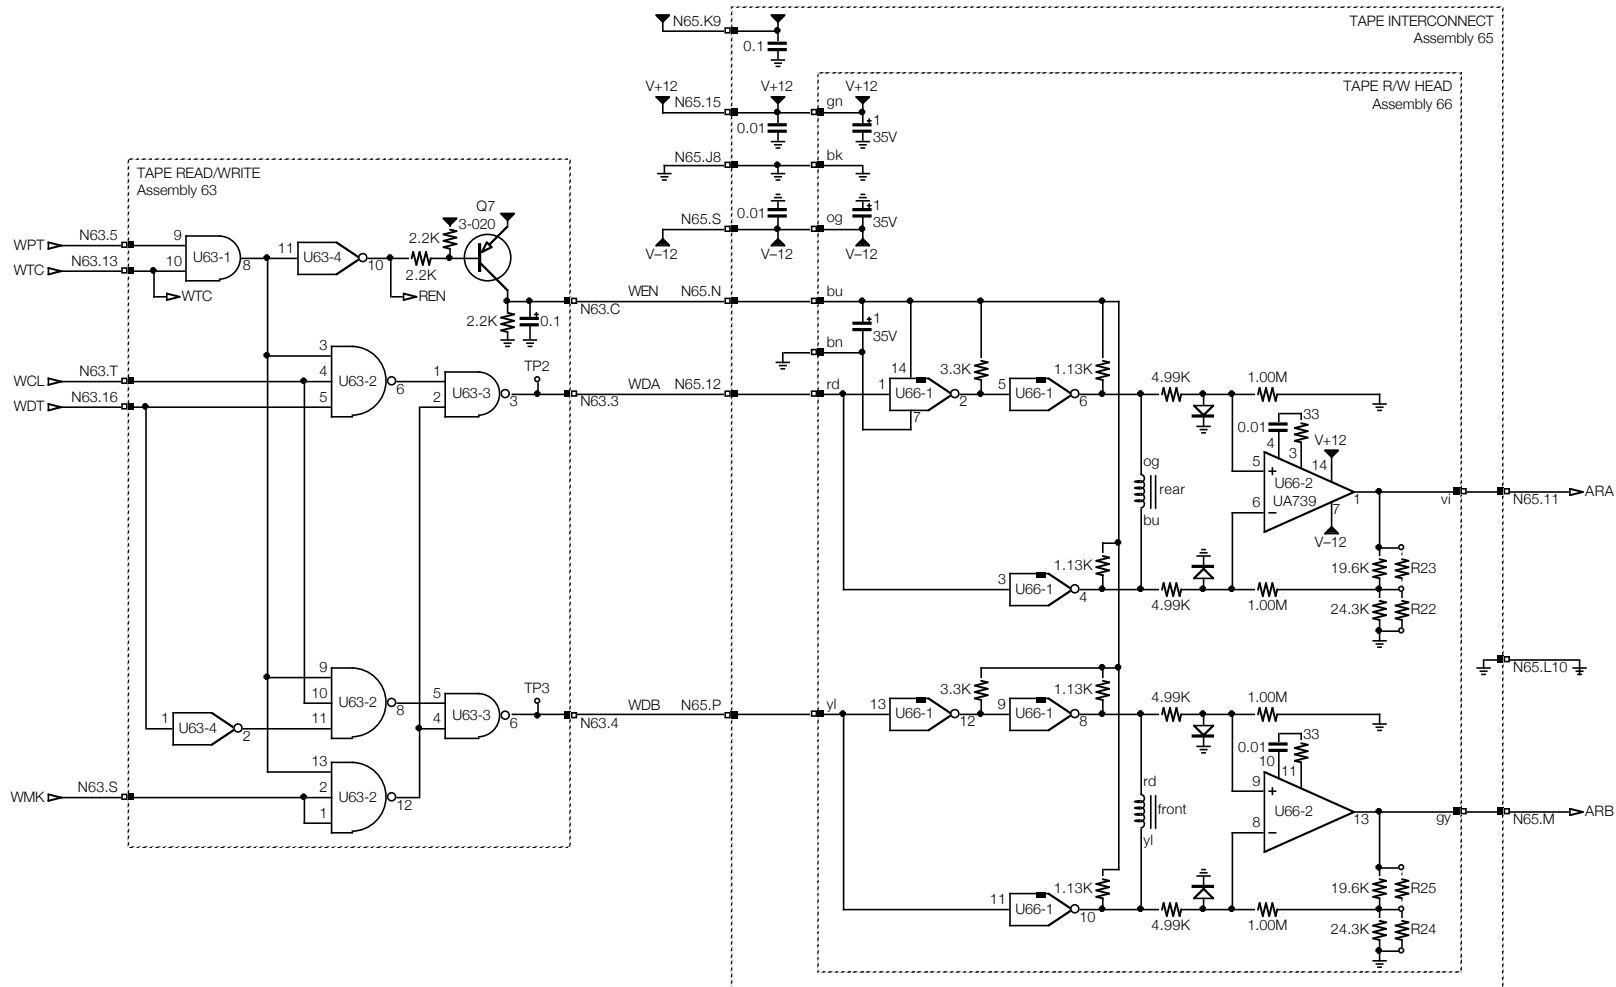 N65.K9
0.1
TAPE INTERCONNECT
Assembly 65
V+12
V+12
V+12
N65.15
gn
0.01
+
1
35V
TAPE R/W HEAD
Assembly 66
N65.J8
bk
0.01
1
N65.S
og
+
35V
V–12
V–12
V–12
TAPE READ/WRITE
Assembly 63
WPT
N63.5
9
U63-1
8
WTC
N63.13
10
WTC
11
U63-4
10
REN
2.2K
2.2K
Q7
3-020
2.2K
+
0.1
N63.C
WEN
N65.N
bu
+
1
35V
bn
3
4
5
U63-2
6
WCL
N63.T
WDT
N63.16
1
2
U63-3
3
TP2
N63.3
WDA
N65.12
rd
14
1
U66-1
2
7
3.3K
5
U66-1
6
1.13K
4.99K
1.00M
0.01
33
4
3
V+12
14
5
+
U66-2
UA739
1
6
–
7
V–12
og
rear
bu
vi
N65.11
ARA
3
U66-1
4
1.13K
4.99K
1.00M
19.6K
R23
24.3K
R22
N65.L10
9
10
11
U63-2
8
1
U63-4
2
5
4
U63-3
6
TP3
N63.4
WDB
N65.P
yl
13
U66-1
12
3.3K
9
U66-1
8
1.13K
4.99K
1.00M
0.01
33
10
11
9
+
U66-2
13
8
–
rd
front
yl
gy
N65.M
ARB
WMK
N63.S
13
2
1
U63-2
12
11
U66-1
10
1.13K
4.99K
1.00M
19.6K
R25
24.3K
R24